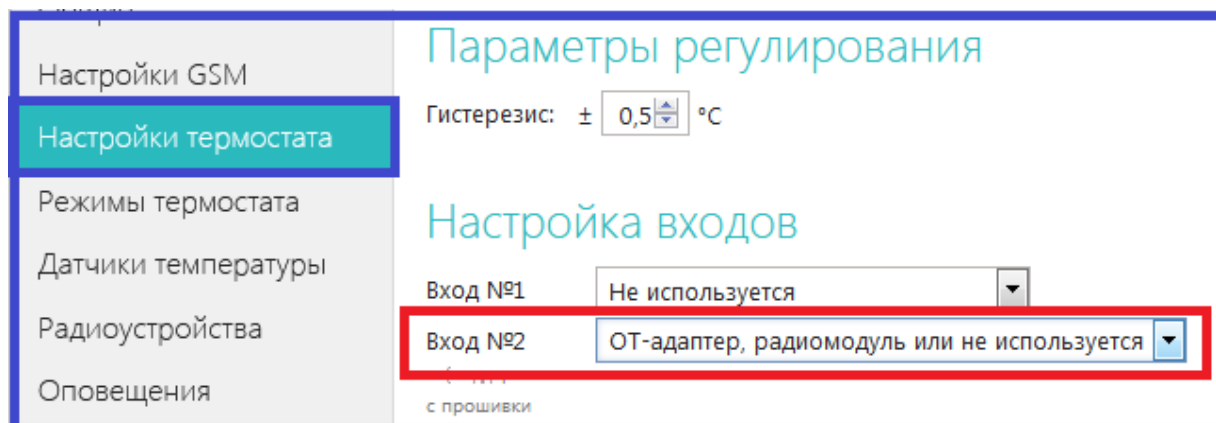 Настройки GSM
Настройки термостата
Режимы термостата
Датчики температуры
Радиоустройства
Оповещения
Параметры регулирования
Гистерезис: ± 0,5 °C
Настройка входов
Вход №1 Не используется
Вход №2 ОТ-адаптер, радиомодуль или не используется
с прошивки